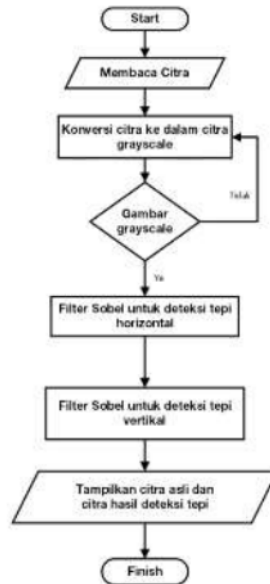 Start
Membaca Citra
Konversi citra ke dalam citra
grayscale
Tidak
Gambar
grayscale
Ya
Filter Sobel untuk deteksi tepi
horizontal
Filter Sobel untuk deteksi tepi
vertikal
Tampilkan citra asli dan
citra hasil deteksi tepi
Finish